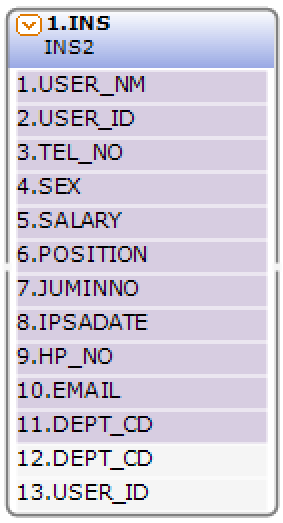 1.INS
INS2
1.USER_NM
2.USER_ID
3.TEL_NO
4.SEX
5.SALARY
6.POSITION
7.JUMINNO
8.IPSADATE
9.HP_NO
10.EMAIL
11.DEPT_CD
12.DEPT_CD
13.USER_ID